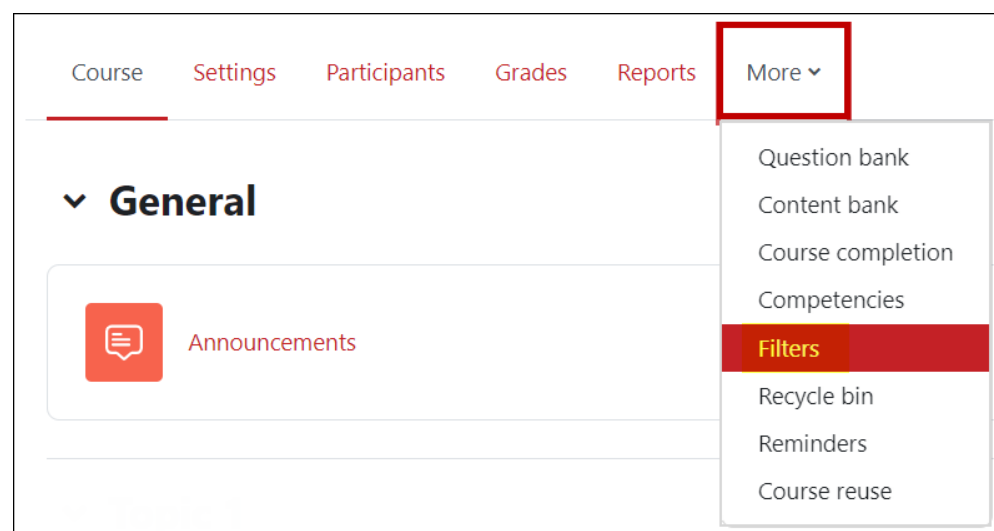 Course Settings Participants Grades Reports More
General
Announcements
Question bank
Content bank
Course completion
Competencies
Filters
Recycle bin
Reminders
Course reuse